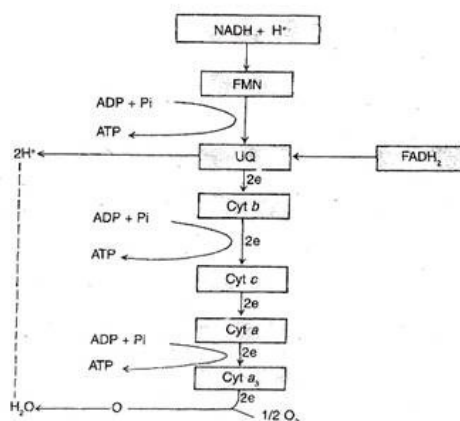 NADH + H⁺
FMN
ADP + Pi
ATP
2H⁺
UQ
FADH₂
2e
Cyt b
ADP + Pi
2e
ATP
Cyt c
2e
Cyt a
ADP + Pi
2e
ATP
Cyt a₃
2e
H₂O
O
1/2 O₂